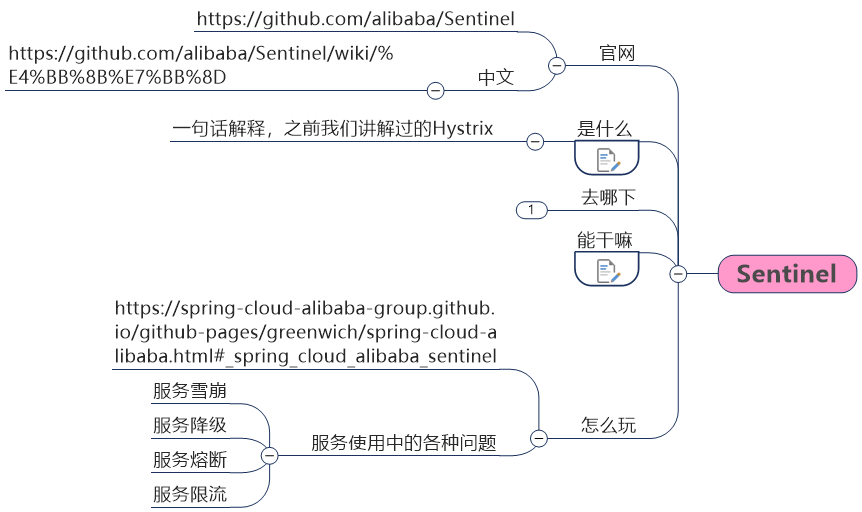 https://github.com/alibaba/Sentinel
官网
https://github.com/alibaba/Sentinel/wiki/%
E4%BB%8B%E7%BB%8D
中文
一句话解释，之前我们讲解过的Hystrix
是什么
去哪下
1
能干嘛
Sentinel
https://spring-cloud-alibaba-group.github.
io/github-pages/greenwich/spring-cloud-a
libaba.html#_spring_cloud_alibaba_sentinel
怎么玩
服务雪崩
服务降级
服务使用中的各种问题
服务熔断
服务限流